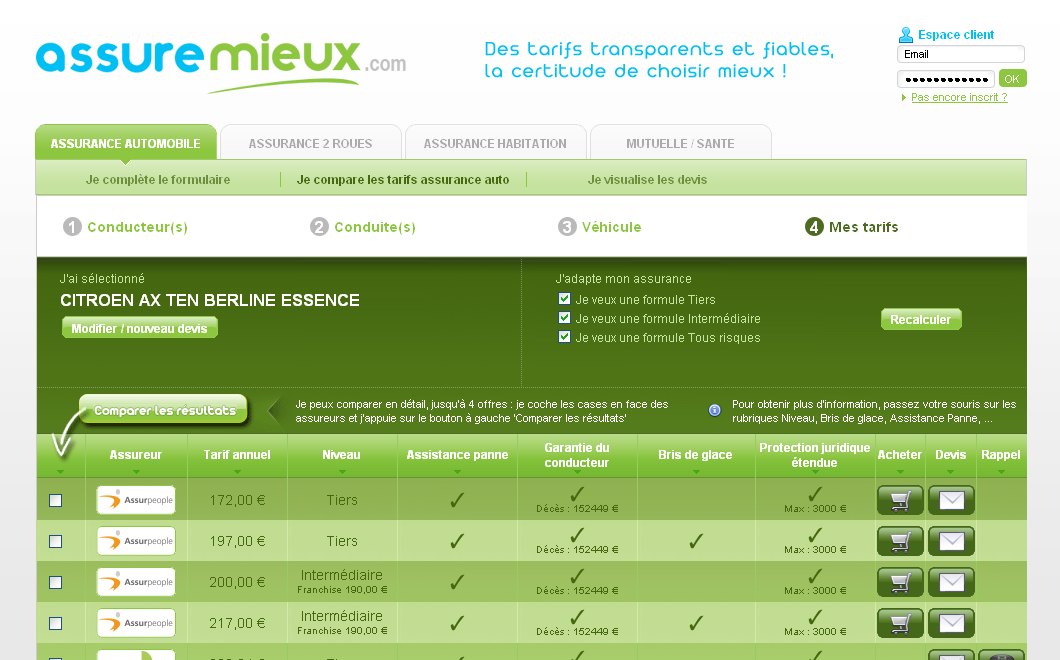 assuremieux.com
Des tarifs transparents et fiables,
la certitude de choisir mieux !
Espace client
Email
••••••••••••
OK
Pas encore inscrit ?
ASSURANCE AUTOMOBILE
ASSURANCE 2 ROUES
ASSURANCE HABITATION
MUTUELLE / SANTE
Je complète le formulaire
Je compare les tarifs assurance auto
Je visualise les devis
1 Conducteur(s)
2 Conduite(s)
3 Véhicule
4 Mes tarifs
J'ai sélectionné
CITROEN AX TEN BERLINE ESSENCE
Modifier / nouveau devis
J'adapte mon assurance
Je veux une formule Tiers
Je veux une formule Intermédiaire
Je veux une formule Tous risques
Recalculer
Comparer les résultats
Je peux comparer en détail, jusqu'à 4 offres : je coche les cases en face des
assureurs et j'appuie sur le bouton à gauche 'Comparer les résultats'
Pour obtenir plus d'information, passez votre souris sur les
rubriques Niveau, Bris de glace, Assistance Panne, ...
Assureur
Tarif annuel
Niveau
Assistance panne
Garantie du
conducteur
Bris de glace
Protection juridique
étendue
Acheter
Devis
Rappel
Assurpeople
172,00 €
Tiers
✓
✓
Décès : 152449 €
✓
Max : 3000 €
Assurpeople
197,00 €
Tiers
✓
✓
Décès : 152449 €
✓
✓
Max : 3000 €
Assurpeople
200,00 €
Intermédiaire
Franchise 190,00 €
✓
✓
Décès : 152449 €
✓
Max : 3000 €
Assurpeople
217,00 €
Intermédiaire
Franchise 190,00 €
✓
✓
Décès : 152449 €
✓
✓
Max : 3000 €